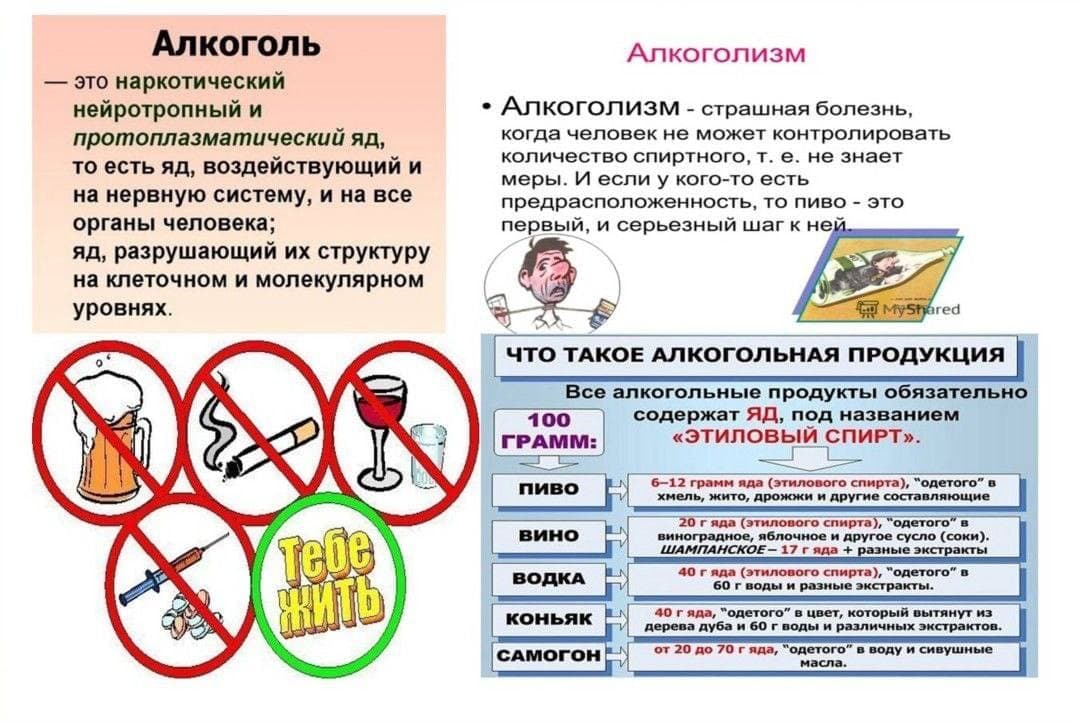 Алкоголь
— это наркотический
нейротропный и
протоплазматический яд,
то есть яд, воздействующий и
на нервную систему, и на все
органы человека;
яд, разрушающий их структуру
на клеточном и молекулярном
уровнях.
Алкоголизм
• Алкоголизм - страшная болезнь,
когда человек не может контролировать
количество спиртного, т. е. не знает
меры. И если у кого-то есть
предрасположенность, то пиво - это
первый, и серьезный шаг к ней.
MyShared
Тебе
ЖИТЬ
ЧТО ТАКОЕ АЛКОГОЛЬНАЯ ПРОДУКЦИЯ
Все алкогольные продукты обязательно
содержат ЯД, под названием
«ЭТИЛОВЫЙ СПИРТ».
100
ГРАММ:
ПИВО
6–12 грамм яда (этилового спирта), "одетого" в
хмель, жито, дрожжи и другие составляющие
ВИНО
20 г яда (этилового спирта), "одетого" в
виноградное, яблочное и другое сусло (соки).
ШАМПАНСКОЕ – 17 г яда + разные экстракты
ВОДКА
40 г яда (этилового спирта), "одетого" в
60 г воды и разные экстракты.
КОНЬЯК
40 г яда, "одетого" в цвет, который вытянут из
дерева дуба и 60 г воды и различных экстрактов.
САМОГОН
от 20 до 70 г яда, "одетого" в воду и сивушные
масла.